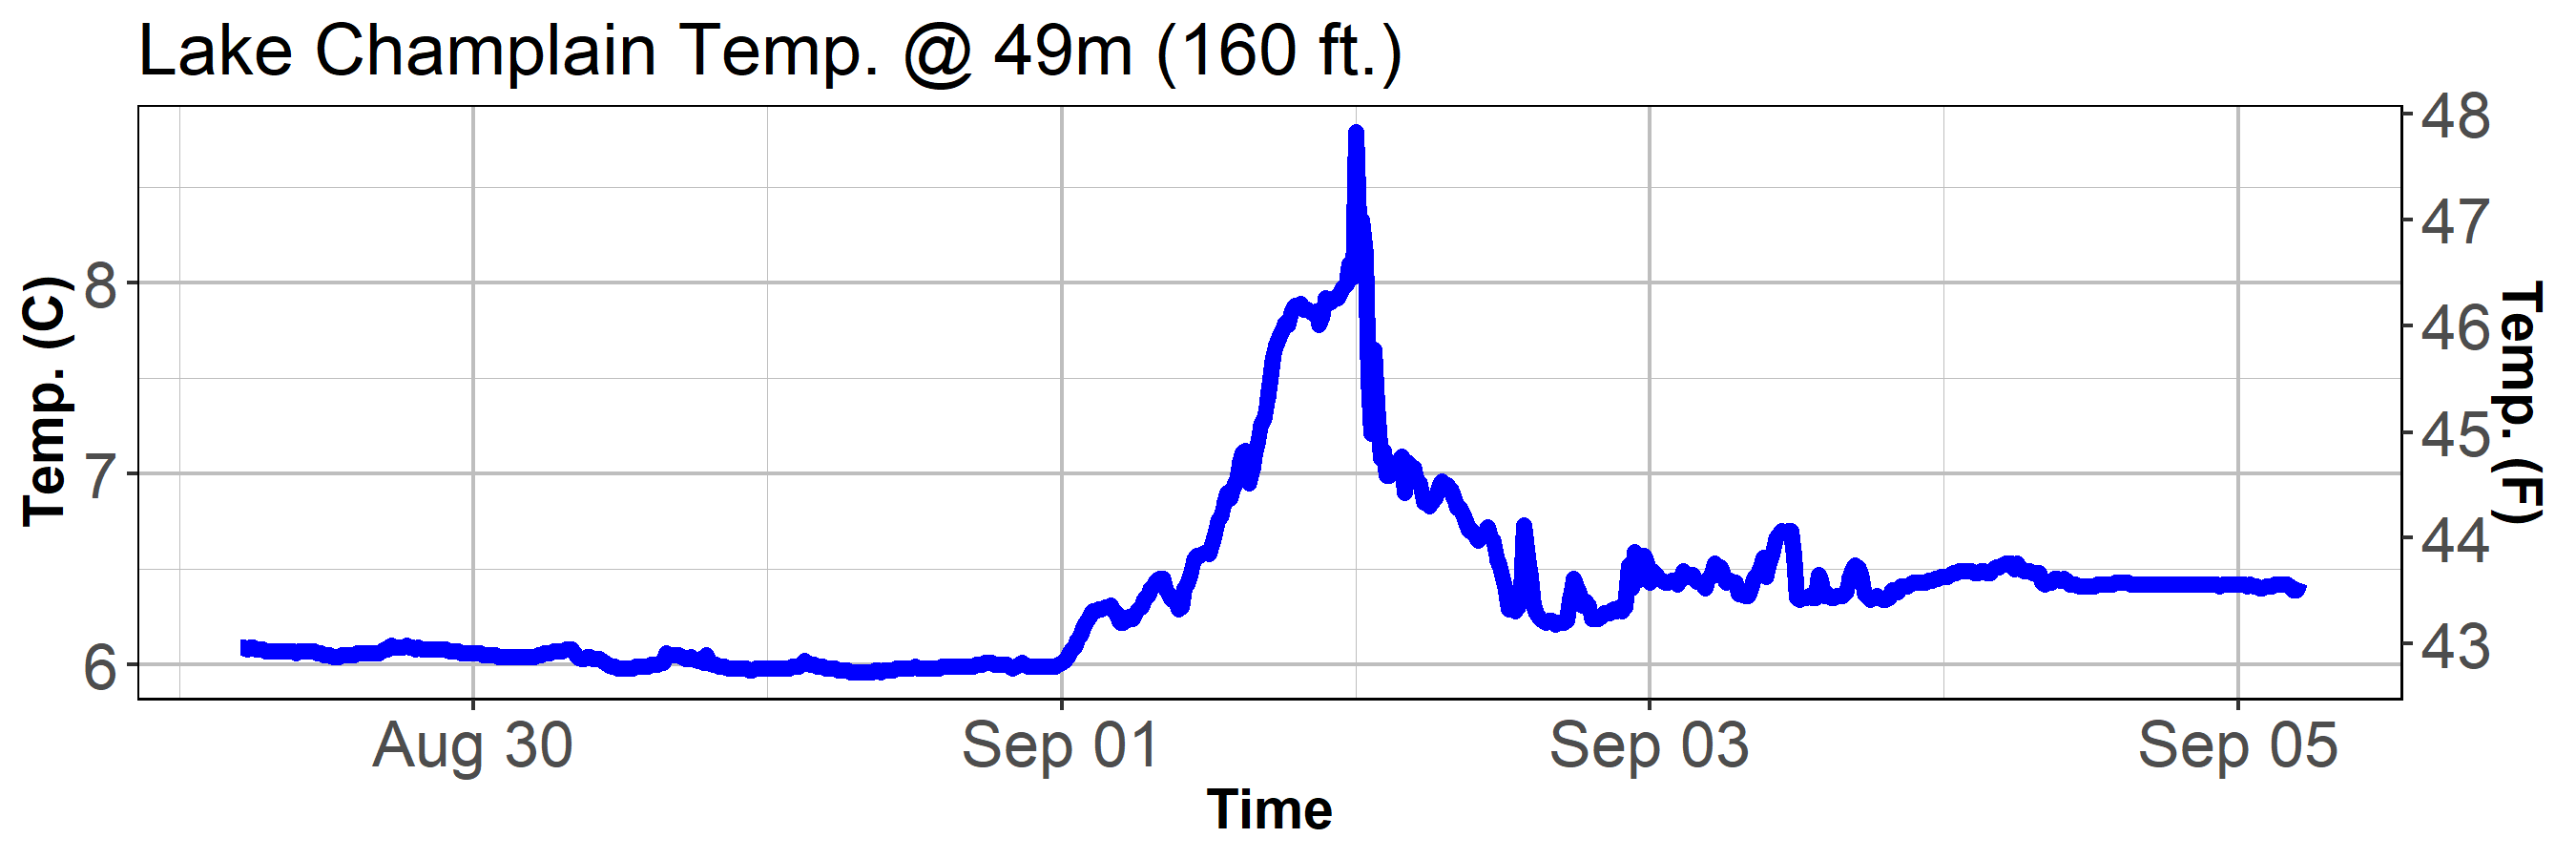 Lake Champlain Temp. @ 49m (160 ft.)
Temp. (C)
8
7
6
48
47
46
45
44
43
Temp. (F)
Aug 30
Sep 01
Sep 03
Sep 05
Time